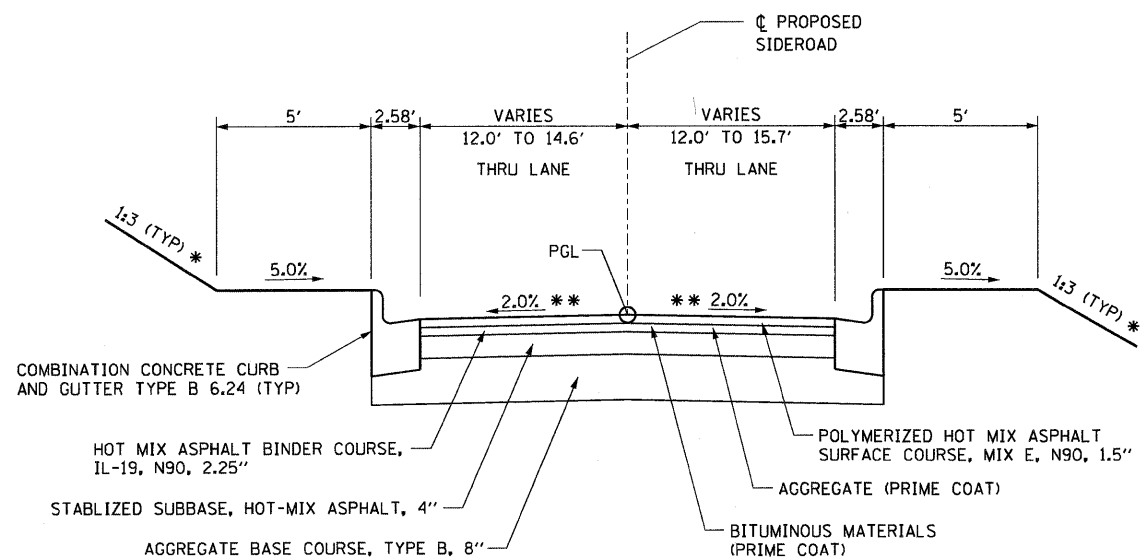 ℄ PROPOSED
SIDEROAD
5'
2.58'
VARIES
12.0' TO 14.6'
THRU LANE
VARIES
12.0' TO 15.7'
THRU LANE
2.58'
5'
1:3 (TYP) *
5.0%
PGL
2.0% **
** 2.0%
5.0%
1:3 (TYP) *
COMBINATION CONCRETE CURB
AND GUTTER TYPE B 6.24 (TYP)
HOT MIX ASPHALT BINDER COURSE,
IL-19, N90, 2.25"
STABLIZED SUBBASE, HOT-MIX ASPHALT, 4"
AGGREGATE BASE COURSE, TYPE B, 8"
POLYMERIZED HOT MIX ASPHALT
SURFACE COURSE, MIX E, N90, 1.5"
AGGREGATE (PRIME COAT)
BITUMINOUS MATERIALS
(PRIME COAT)